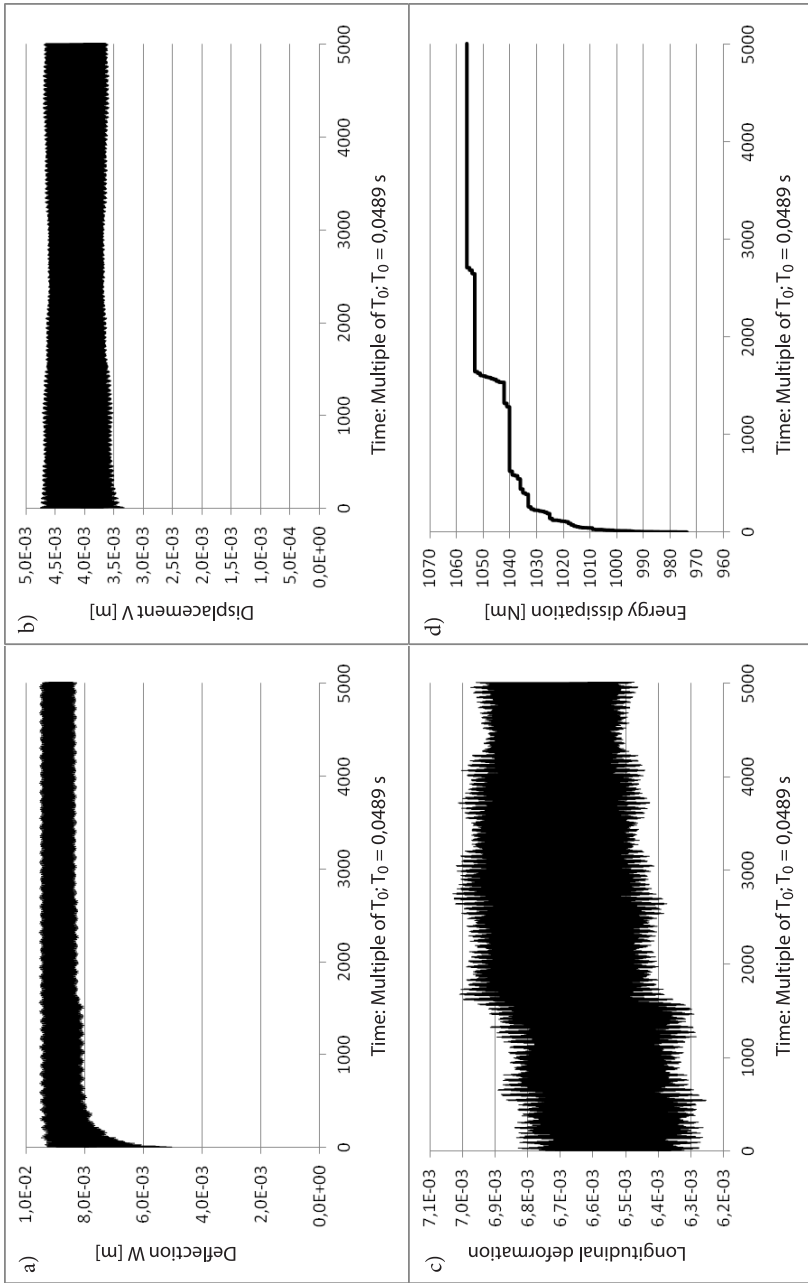 a)
Deflection W [m]
1,0E-02
8,0E-03
6,0E-03
4,0E-03
2,0E-03
0,0E+00
0 1000 2000 3000 4000 5000
Time: Multiple of T0; T0 = 0,0489 s
b)
Displacement V [m]
5,0E-03
4,5E-03
3,5E-03
3,5E-03
2,5E-03
2,5E-03
1,5E-03
1,5E-03
1,0E-03
5,0E-04
0,0E+00
0 1000 2000 3000 4000 5000
Time: Multiple of T0; T0 = 0,0489 s
c)
Longitudinal deformation
7,1E-03
7,0E-03
6,9E-03
6,8E-03
6,7E-03
6,6E-03
6,5E-03
6,4E-03
6,3E-03
6,2E-03
0 1000 2000 3000 4000 5000
Time: Multiple of T0; T0 = 0,0489 s
d)
Energy dissipation [Nm]
1070
1060
1050
1040
1030
1020
1010
1000
990
980
970
960
0 1000 2000 3000 4000 5000
Time: Multiple of T0; T0 = 0,0489 s